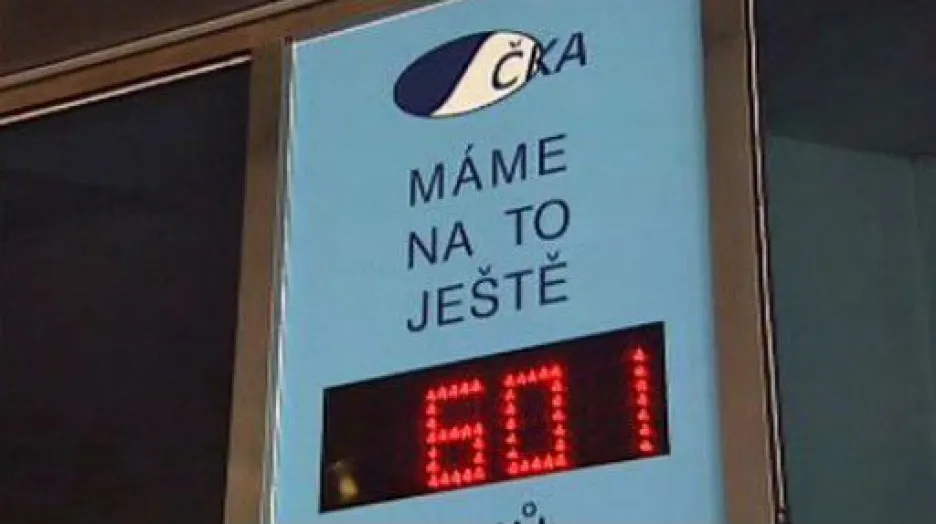 ČKA
MÁME
NA TO
JEŠTĚ
601